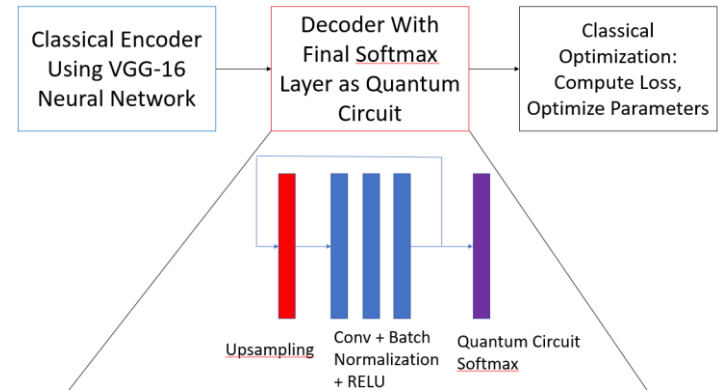 Classical Encoder
Using VGG-16
Neural Network
Decoder With
Final Softmax
Layer as Quantum
Circuit
Classical
Optimization:
Compute Loss,
Optimize Parameters
Upsampling
Conv + Batch
Normalization
+ RELU
Quantum Circuit
Softmax